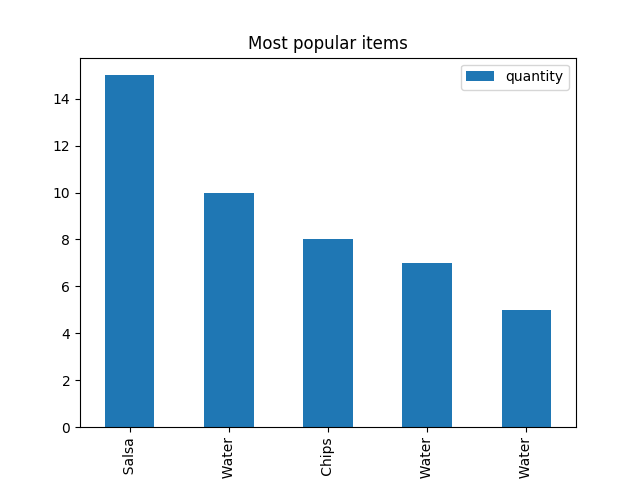 Most popular items
quantity
14
12
10
8
6
4
2
0
Salsa
Water
Chips
Water
Water